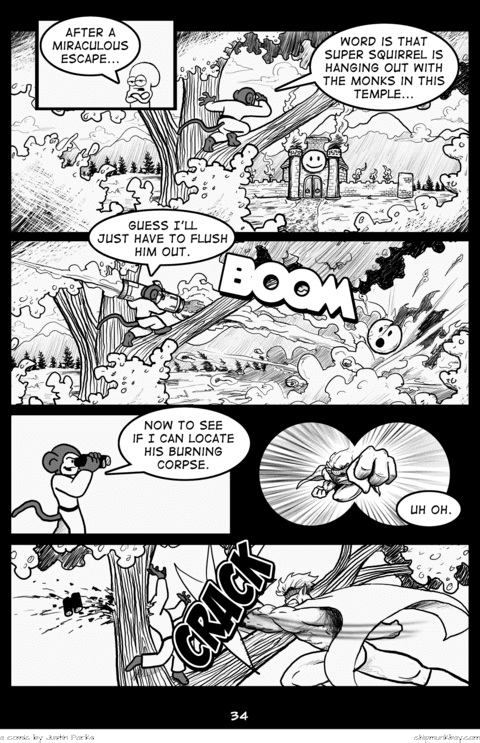 AFTER A
MIRACULOUS
ESCAPE...
WORD IS THAT
SUPER SQUIRREL IS
HANGING OUT WITH
THE MONKS IN THIS
TEMPLE...
GUESS I'LL
JUST HAVE TO FLUSH
HIM OUT.
BOOM
NOW TO SEE
IF I CAN LOCATE
HIS BURNING
CORPSE.
UH OH.
CRACK
34
a comic by Justin Parks
chipmunkboy.com